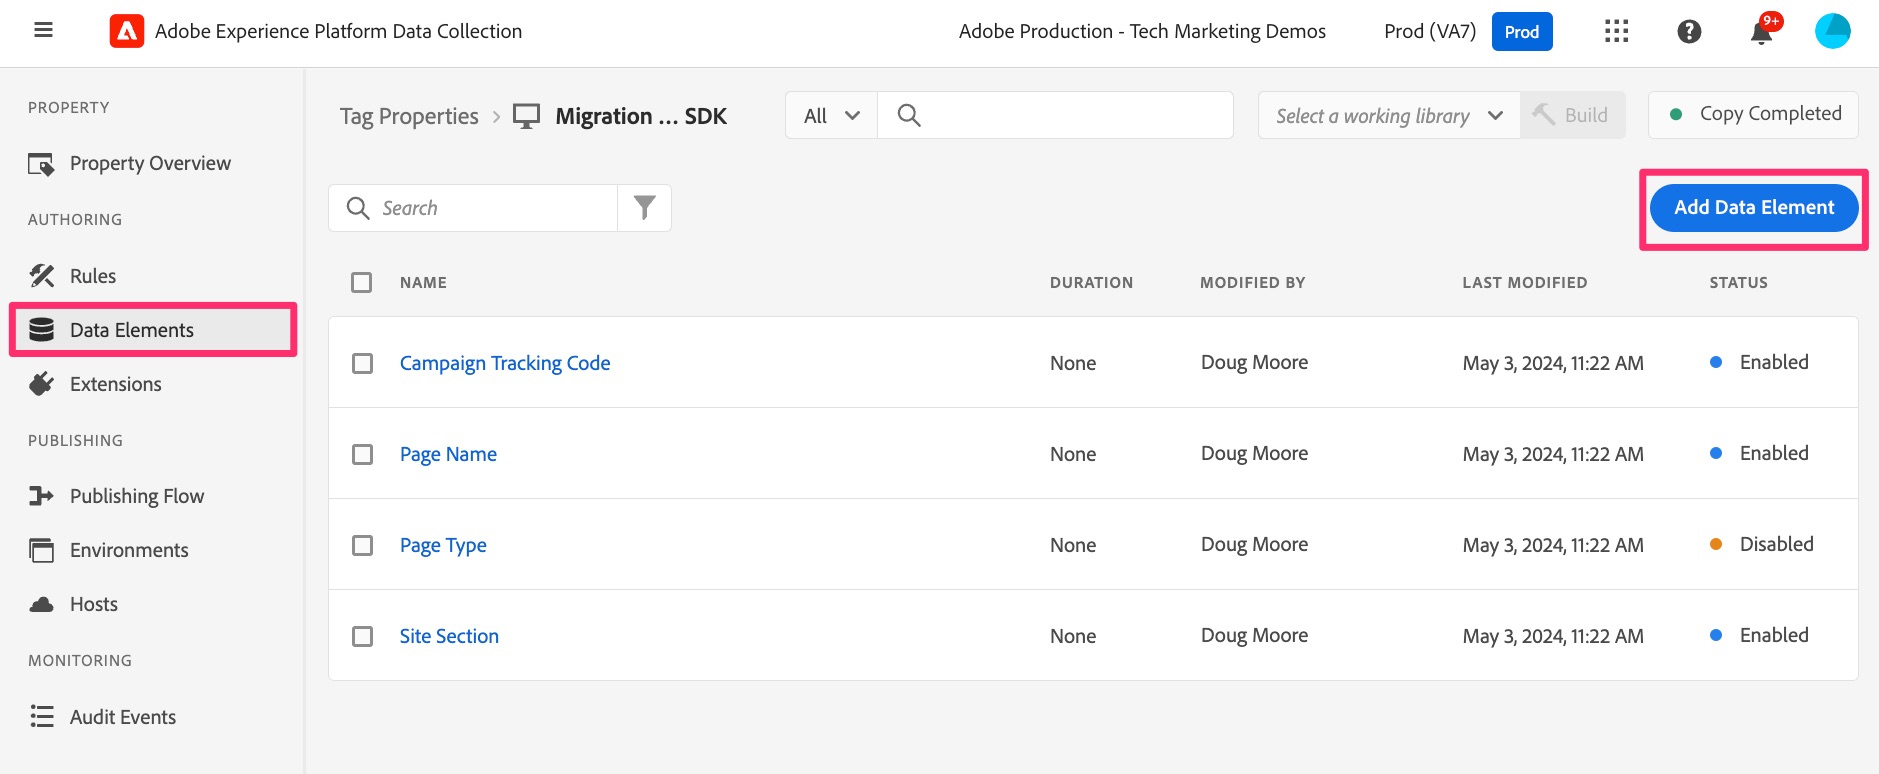 Adobe Experience Platform Data Collection
Adobe Production - Tech Marketing Demos
Prod (VA7)
Prod
9+
PROPERTY
Property Overview
AUTHORING
Rules
Data Elements
Extensions
PUBLISHING
Publishing Flow
Environments
Hosts
MONITORING
Audit Events
Tag Properties > Migration ... SDK
All
Select a working library
Build
Copy Completed
Search
Add Data Element
NAME DURATION MODIFIED BY LAST MODIFIED STATUS
Campaign Tracking Code None Doug Moore May 3, 2024, 11:22 AM Enabled
Page Name None Doug Moore May 3, 2024, 11:22 AM Enabled
Page Type None Doug Moore May 3, 2024, 11:22 AM Disabled
Site Section None Doug Moore May 3, 2024, 11:22 AM Enabled